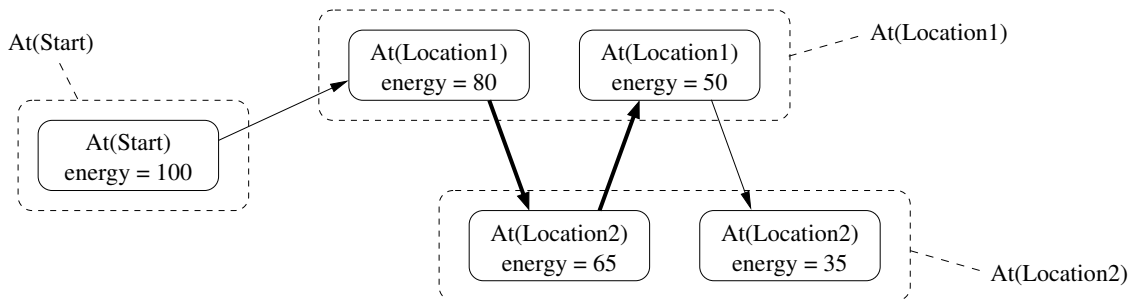 At(Start)
At(Location1)
energy = 80
At(Location1)
energy = 50
At(Location1)
At(Start)
energy = 100
At(Location2)
energy = 65
At(Location2)
energy = 35
At(Location2)